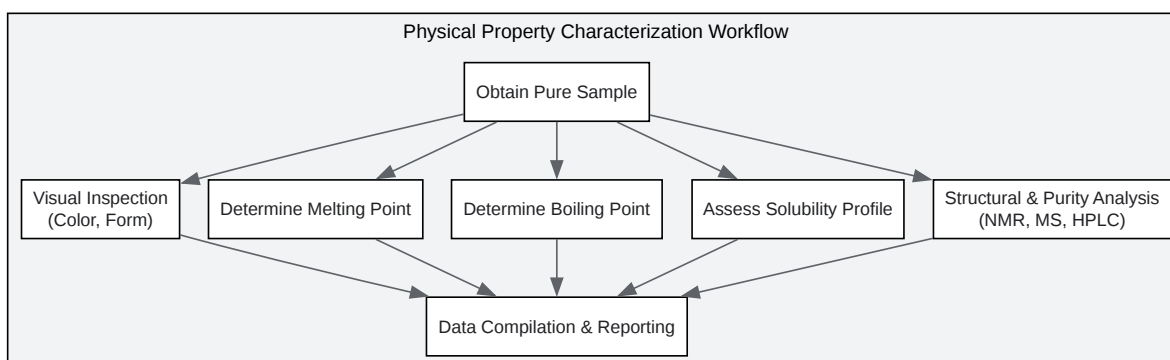 Physical Property Characterization Workflow
Obtain Pure Sample
Visual Inspection
(Color, Form)
Determine Melting Point
Determine Boiling Point
Assess Solubility Profile
Structural & Purity Analysis
(NMR, MS, HPLC)
Data Compilation & Reporting